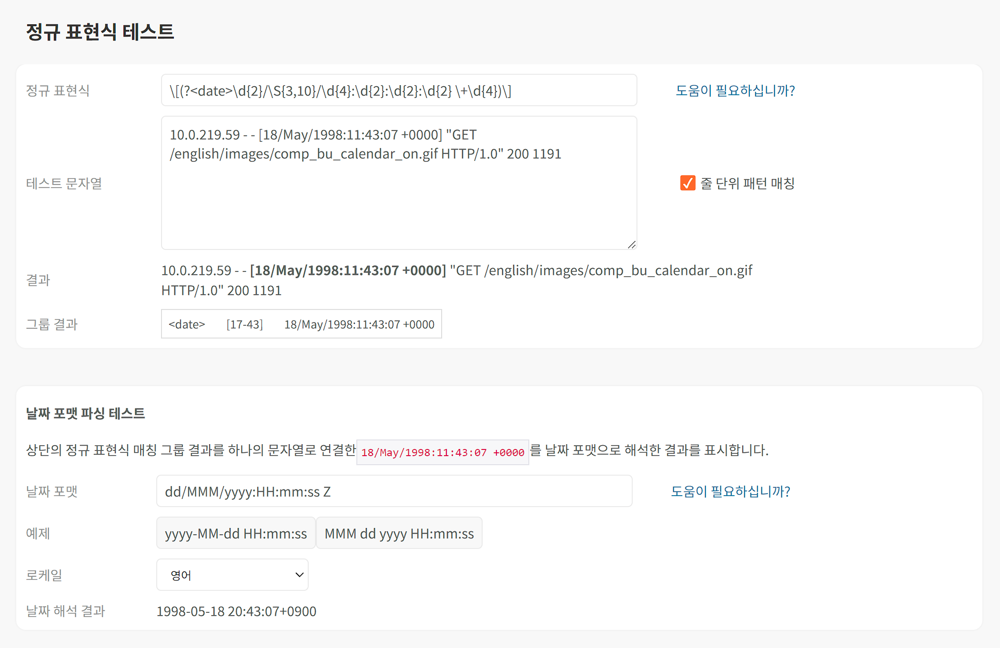 정규 표현식 테스트
정규 표현식
\[(?<date>\d{2}/\S{3,10}/\d{4}:\d{2}:\d{2}:\d{2} \+\d{4})\]
도움이 필요하십니까?
테스트 문자열
10.0.219.59 - - [18/May/1998:11:43:07 +0000] "GET
/english/images/comp_bu_calendar_on.gif HTTP/1.0" 200 1191
줄 단위 패턴 매칭
결과
10.0.219.59 - - [18/May/1998:11:43:07 +0000] "GET /english/images/comp_bu_calendar_on.gif
HTTP/1.0" 200 1191
그룹 결과
<date> [17-43] 18/May/1998:11:43:07 +0000
날짜 포맷 파싱 테스트
상단의 정규 표현식 매칭 그룹 결과를 하나의 문자열로 연결한 18/May/1998:11:43:07 +0000 를 날짜 포맷으로 해석한 결과를 표시합니다.
날짜 포맷
dd/MMM/yyyy:HH:mm:ss Z
도움이 필요하십니까?
예제
yyyy-MM-dd HH:mm:ss MMM dd yyyy HH:mm:ss
로케일
영어
날짜 해석 결과
1998-05-18 20:43:07+0900